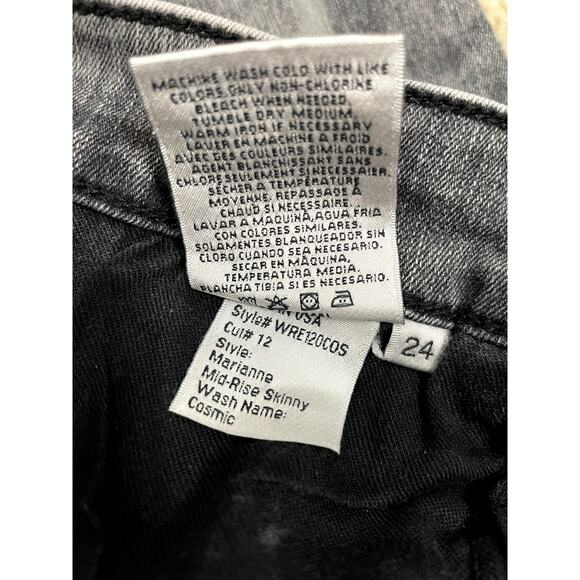 MACHINE WASH COLD WITH LIKE
COLORS.ONLY NON-CHLORINE
BLEACH WHEN NEEDED.
TUMBLE DRY MEDIUM.
WARM IRON IF NECESSARY
LAVER EN MACHINE A FROID
AVEC DES COULEURS SIMILAIRES.
AGENT BLANCHISSANT SANS
CHLORE SEULEMENT SI NÉCESSAIRE.
SÉCHER A TEMPÉRATURE
MOYENNE, REPASSAGE A
CHAUD SI NECESSAIRE.
LAVAR A MAQUINA,AGUA FRIA
CON COLORES SIMILARES.
SOLAMENTES BLANQUEADOR SIN
CLORO CUANDO SEA NECESARIO.
SECAR EN MÁQUINA,
TEMPERATURA MEDIA.
PLANCHA TIBIA SI ES NECESARIO
USA
Style# WRE120COS
Cut# 12
Style:
Marianne
Mid-Rise Skinny
Wash Name:
Cosmic
24